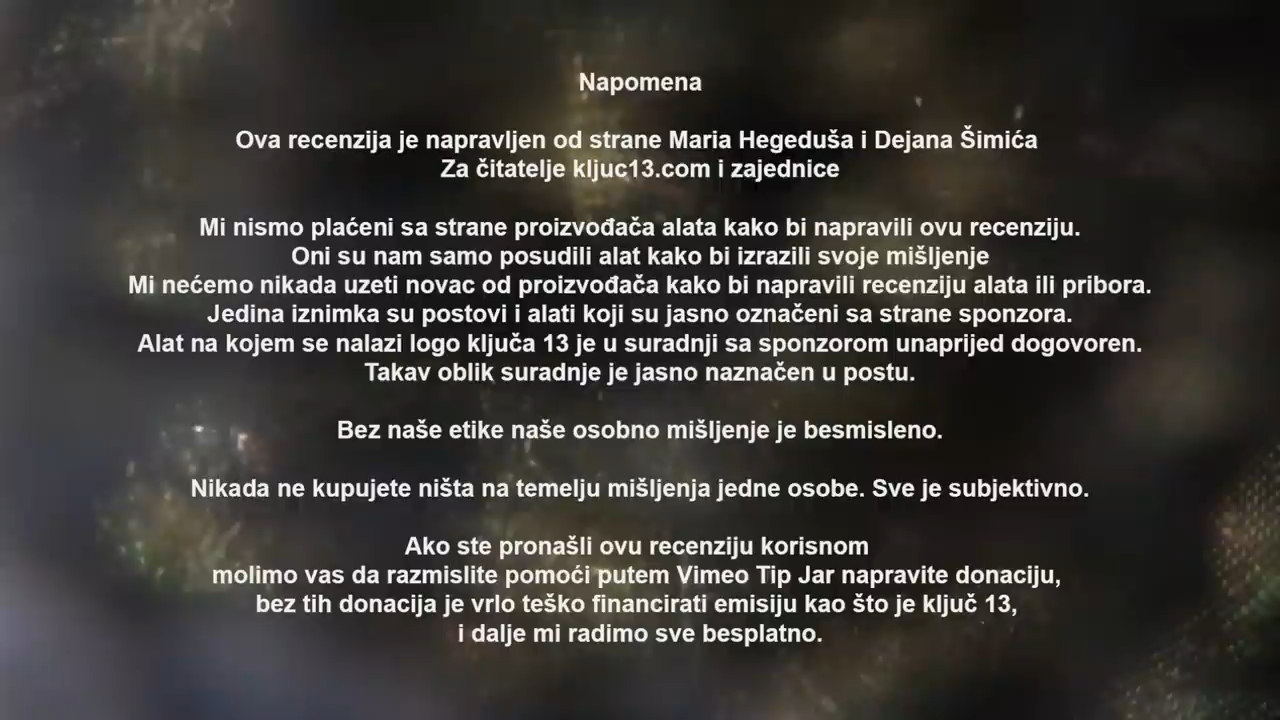 Napomena
Ova recenzija je napravljen od strane Maria Hegeduša i Dejana Šimića
Za čitatelje kljuc13.com i zajednice
Mi nismo plaćeni sa strane proizvođača alata kako bi napravili ovu recenziju.
Oni su nam samo posudili alat kako bi izrazili svoje mišljenje
Mi nećemo nikada uzeti novac od proizvođača kako bi napravili recenziju alata ili pribora.
Jedina iznimka su postovi i alati koji su jasno označeni sa strane sponzora.
Alat na kojem se nalazi logo ključa 13 je u suradnji sa sponzorom unaprijed dogovoren.
Takav oblik suradnje je jasno naznačen u postu.
Bez naše etike naše osobno mišljenje je besmisleno.
Nikada ne kupujete ništa na temelju mišljenja jedne osobe. Sve je subjektivno.
Ako ste pronašli ovu recenziju korisnom
molimo vas da razmislite pomoći putem Vimeo Tip Jar napravite donaciju,
bez tih donacija je vrlo teško financirati emisiju kao što je ključ 13,
i dalje mi radimo sve besplatno.